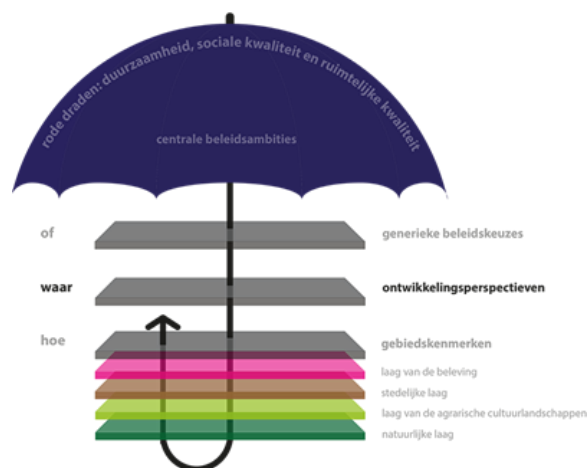 rode draden: duurzaamheid, sociale kwaliteit en ruimtelijke kwaliteit
centrale beleidsambities
of
generieke beleidskeuzes
waar
ontwikkelingsperspectieven
hoe
gebiedskenmerken
laag van de beleving
stedelijke laag
laag van de agrarische cultuurlandschappen
natuurlijke laag